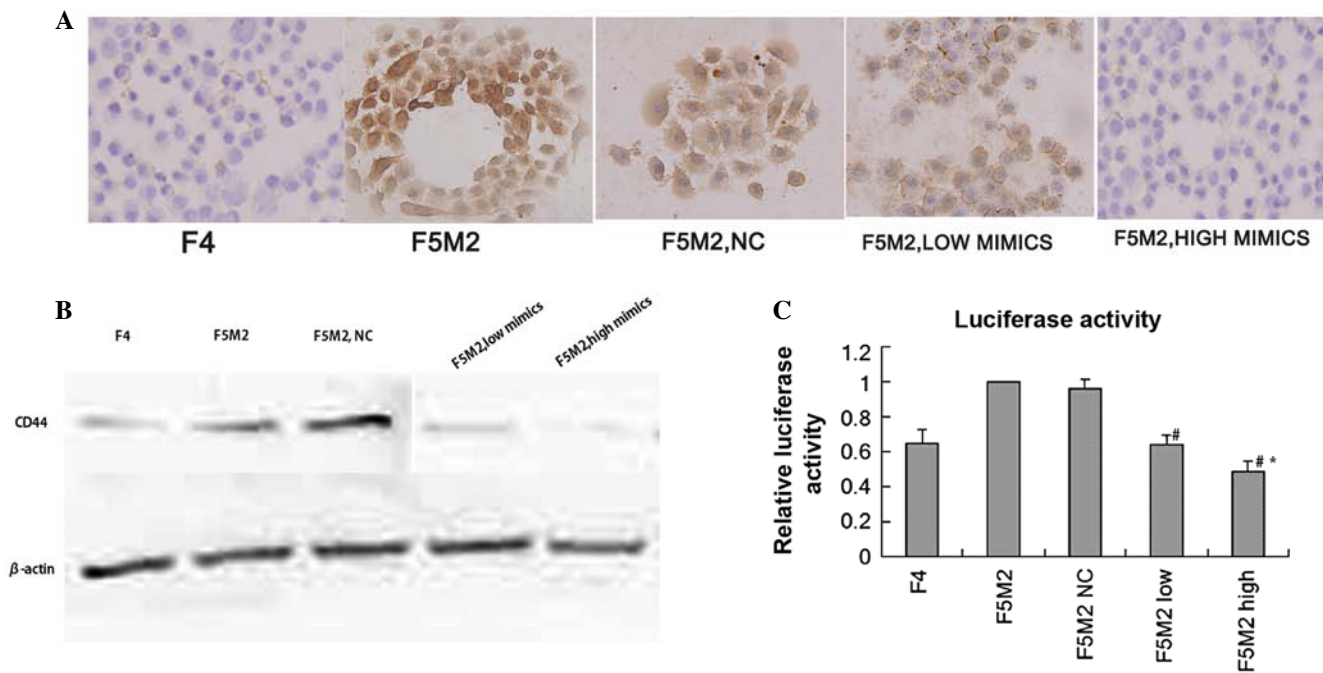 A
F4
F5M2
F5M2,NC
F5M2,LOW MIMICS
F5M2,HIGH MIMICS
B
F4
F5M2
F5M2, NC
F5M2,low mimics
F5M2,high mimics
CD44
β-actin
C
Luciferase activity
Relative luciferase
activity
1.2
1
0.8
0.6
0.4
0.2
0
#
# *
F4
F5M2
F5M2 NC
F5M2 low
F5M2 high